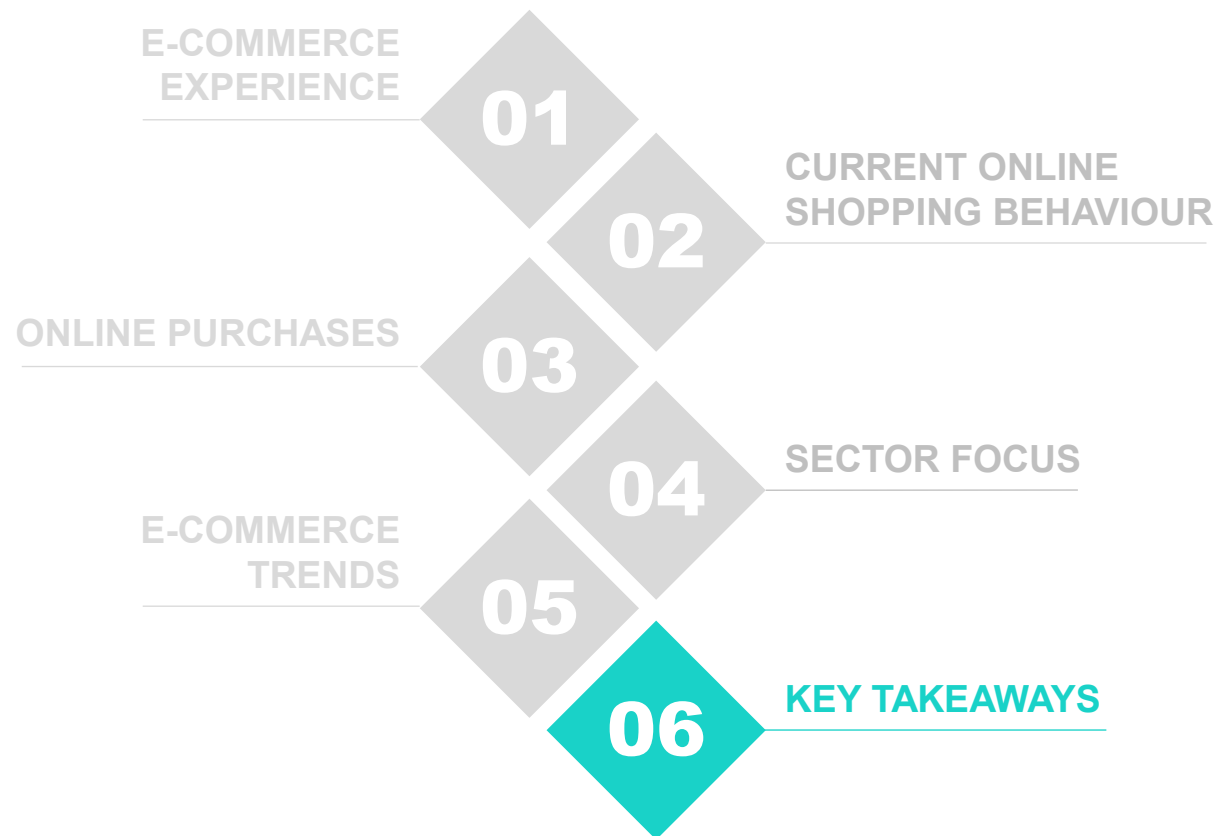 E-COMMERCE
EXPERIENCE
01
CURRENT ONLINE
SHOPPING BEHAVIOUR
02
ONLINE PURCHASES
03
SECTOR FOCUS
04
E-COMMERCE
TRENDS
05
KEY TAKEAWAYS
06